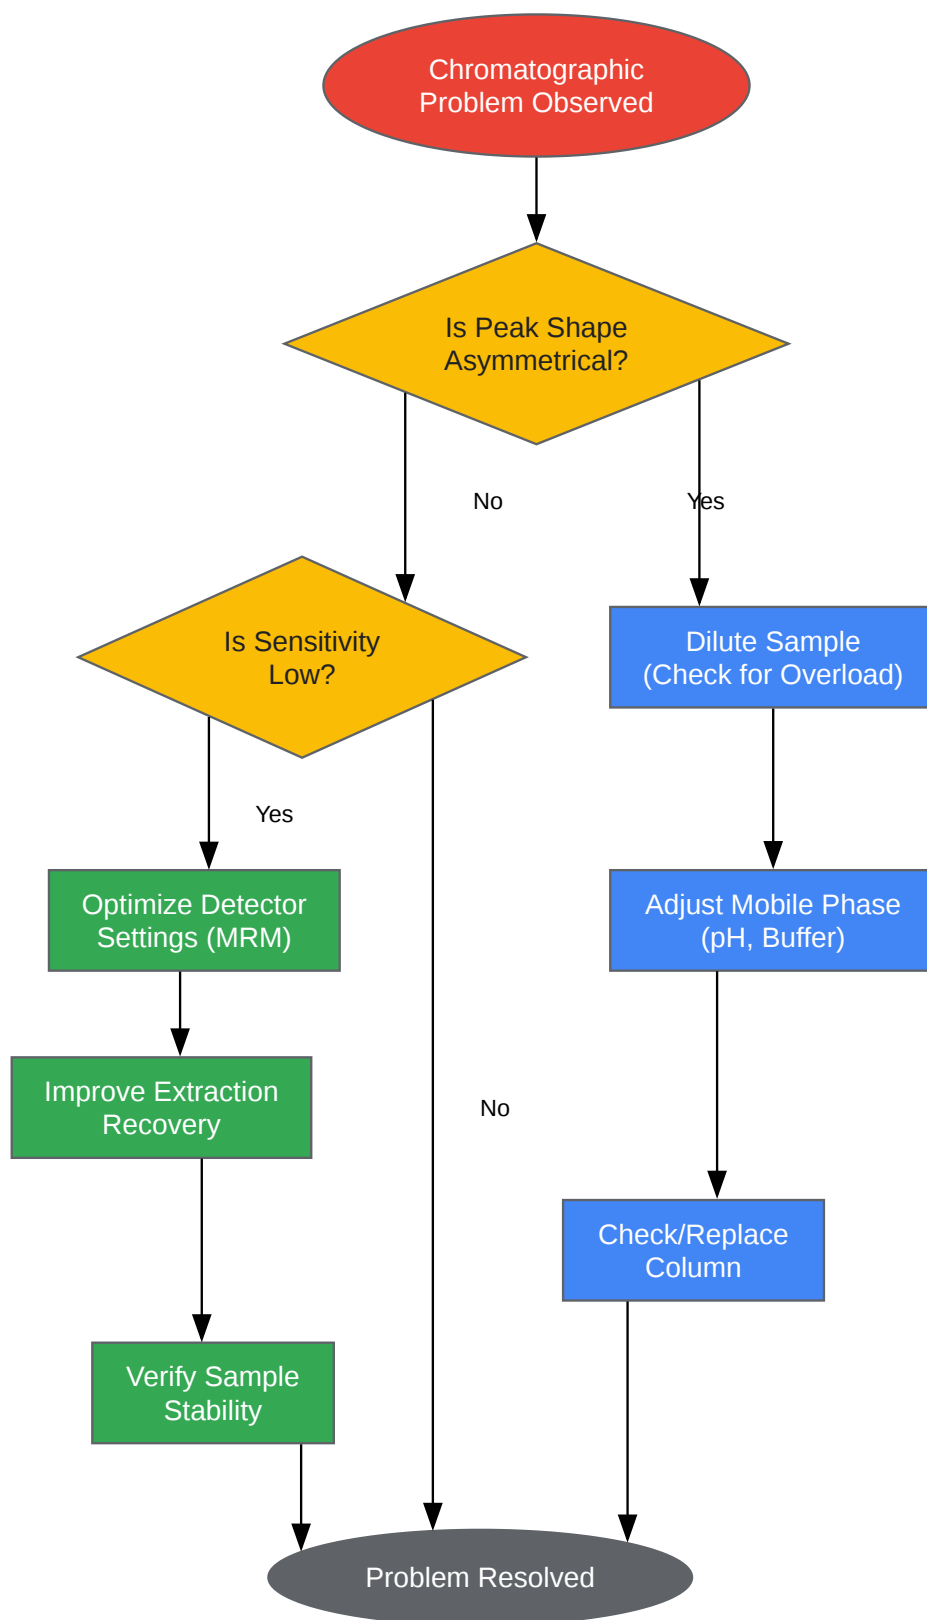 Chromatographic
Problem Observed
Is Peak Shape
Asymmetrical?
No
Yes
Is Sensitivity
Low?
Dilute Sample
(Check for Overload)
Yes
Optimize Detector
Settings (MRM)
Adjust Mobile Phase
(pH, Buffer)
Improve Extraction
Recovery
No
Check/Replace
Column
Verify Sample
Stability
Problem Resolved